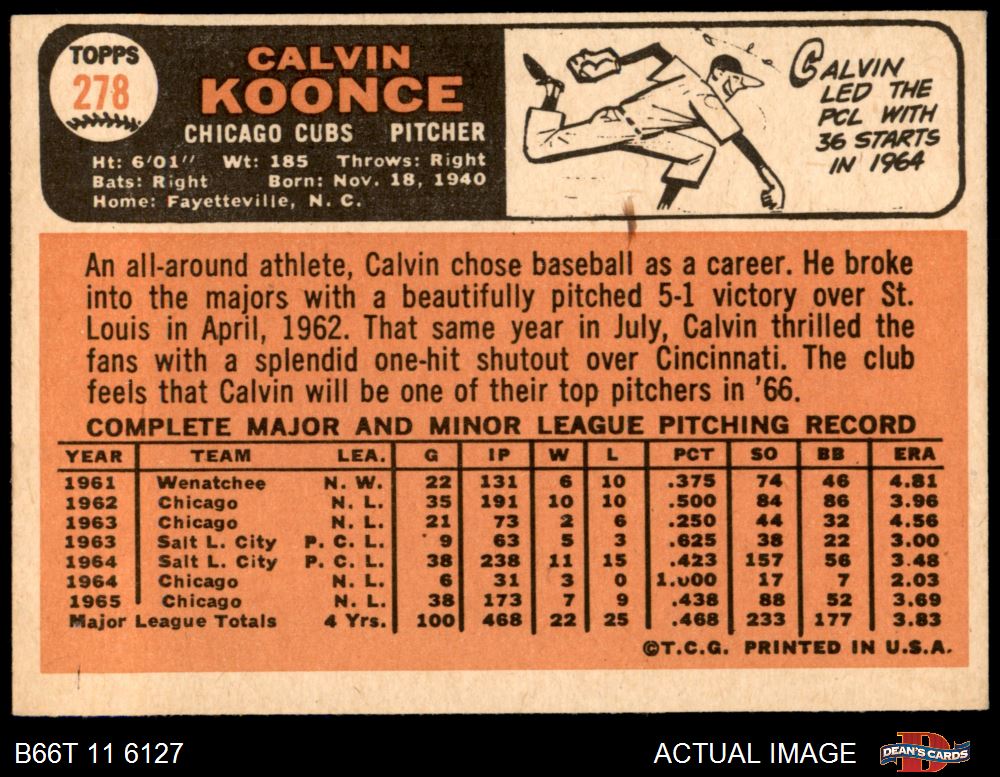 TOPPS
278
CALVIN
KOONCE
CHICAGO CUBS PITCHER
Ht: 6'01" Wt: 185 Throws: Right
Bats: Right Born: Nov. 18, 1940
Home: Fayetteville, N. C.
CALVIN
LED THE
PCL WITH
36 STARTS
IN 1964
An all-around athlete, Calvin chose baseball as a career. He broke
into the majors with a beautifully pitched 5-1 victory over St.
Louis in April, 1962. That same year in July, Calvin thrilled the
fans with a splendid one-hit shutout over Cincinnati. The club
feels that Calvin will be one of their top pitchers in '66.
COMPLETE MAJOR AND MINOR LEAGUE PITCHING RECORD
YEAR TEAM LEA. G IP W L PCT SO BB ERA
1961 Wenatchee N. W. 22 131 6 10 .375 74 46 4.81
1962 Chicago N. L. 35 191 10 10 .500 84 86 3.96
1963 Chicago N. L. 21 73 2 6 .250 44 32 4.56
1963 Salt L. City P. C. L. 9 63 5 3 .625 38 22 3.00
1964 Salt L. City P. C. L. 38 238 11 15 .423 157 56 3.48
1964 Chicago N. L. 6 31 3 0 1.000 17 7 2.03
1965 Chicago N. L. 38 173 7 9 .438 88 52 3.69
Major League Totals 4 Yrs. 100 468 22 25 .468 233 177 3.83
©T.C.G. PRINTED IN U.S.A.
B66T 11 6127
ACTUAL IMAGE
DEAN'S CARDS